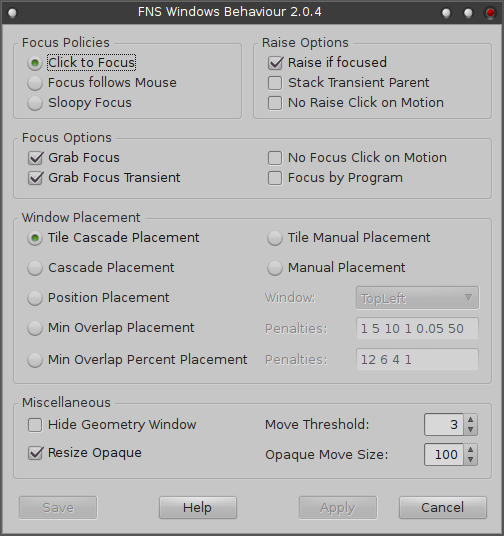 FNS Windows Behaviour 2.0.4
Focus Policies
Click to Focus
Focus follows Mouse
Sloopy Focus
Raise Options
Raise if focused
Stack Transient Parent
No Raise Click on Motion
Focus Options
Grab Focus
No Focus Click on Motion
Grab Focus Transient
Focus by Program
Window Placement
Tile Cascade Placement
Tile Manual Placement
Cascade Placement
Manual Placement
Position Placement
Window:
TopLeft
Min Overlap Placement
Penalties:
1 5 10 1 0.05 50
Min Overlap Percent Placement
Penalties:
12 6 4 1
Miscellaneous
Hide Geometry Window
Move Threshold:
3
Resize Opaque
Opaque Move Size:
100
Save
Help
Apply
Cancel